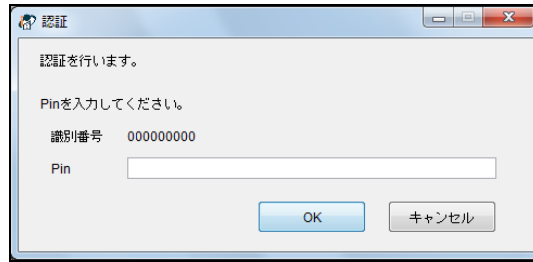 認証
認証を行います。
Pinを入力してください。
識別番号 000000000
Pin
OK キャンセル